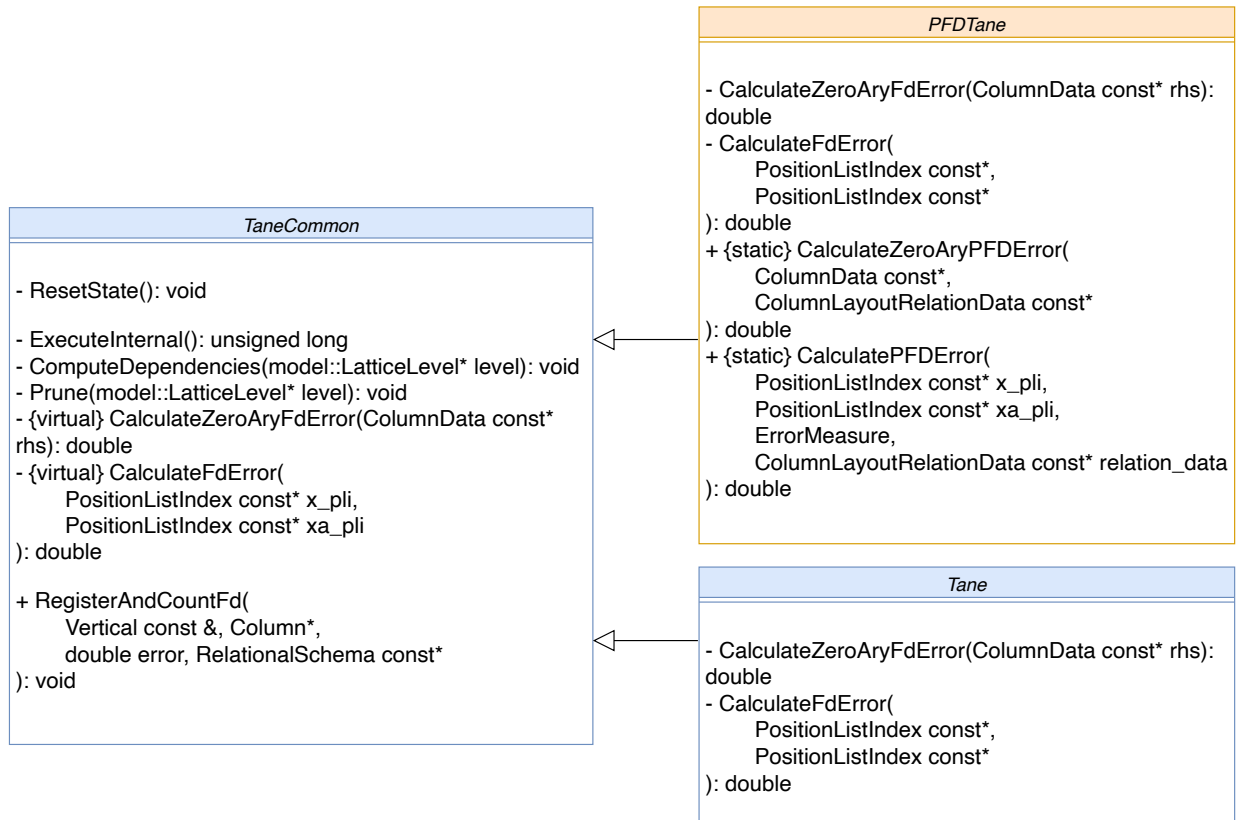 PFDTane
- CalculateZeroAryFdError(ColumnData const* rhs):
double
- CalculateFdError(
PositionListIndex const*,
PositionListIndex const*
): double
+ {static} CalculateZeroAryPFDError(
ColumnData const*,
ColumnLayoutRelationData const*
): double
+ {static} CalculatePFDError(
PositionListIndex const* x_pli,
PositionListIndex const* xa_pli,
ErrorMeasure,
ColumnLayoutRelationData const* relation_data
): double
TaneCommon
- ResetState(): void
- ExecuteInternal(): unsigned long
- ComputeDependencies(model::LatticeLevel* level): void
- Prune(model::LatticeLevel* level): void
- {virtual} CalculateZeroAryFdError(ColumnData const*
rhs): double
- {virtual} CalculateFdError(
PositionListIndex const* x_pli,
PositionListIndex const* xa_pli
): double
+ RegisterAndCountFd(
Vertical const &, Column*,
double error, RelationalSchema const*
): void
Tane
- CalculateZeroAryFdError(ColumnData const* rhs):
double
- CalculateFdError(
PositionListIndex const*,
PositionListIndex const*
): double